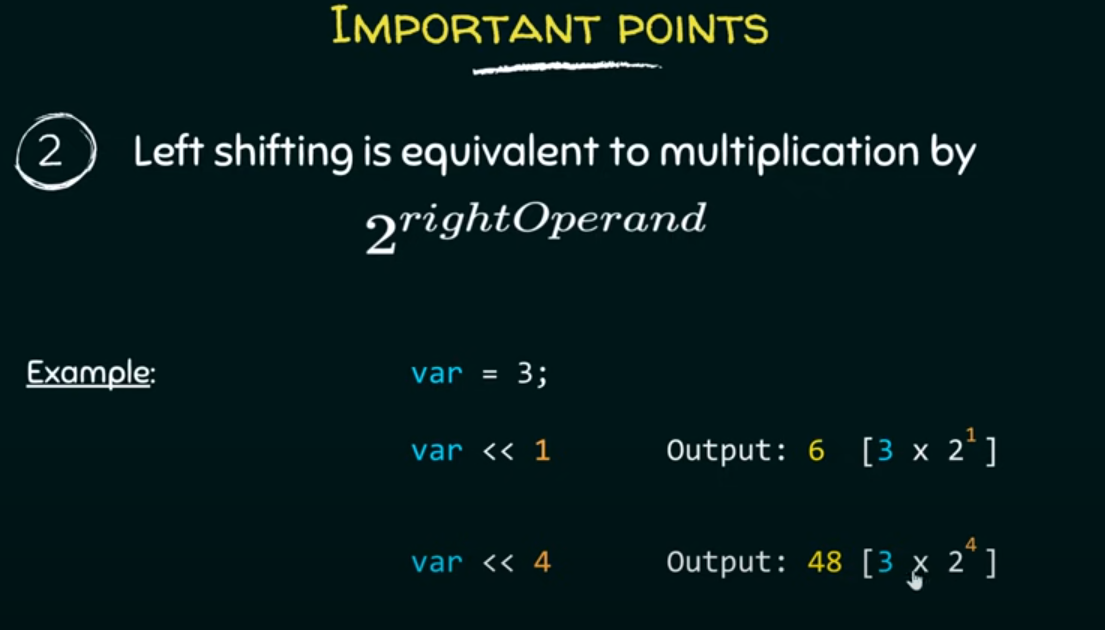 IMPORTANT POINTS
2 Left shifting is equivalent to multiplication by
2^rightOperand
Example: var = 3;
var << 1 Output: 6 [3 x 2^1]
var << 4 Output: 48 [3 x 2^4]